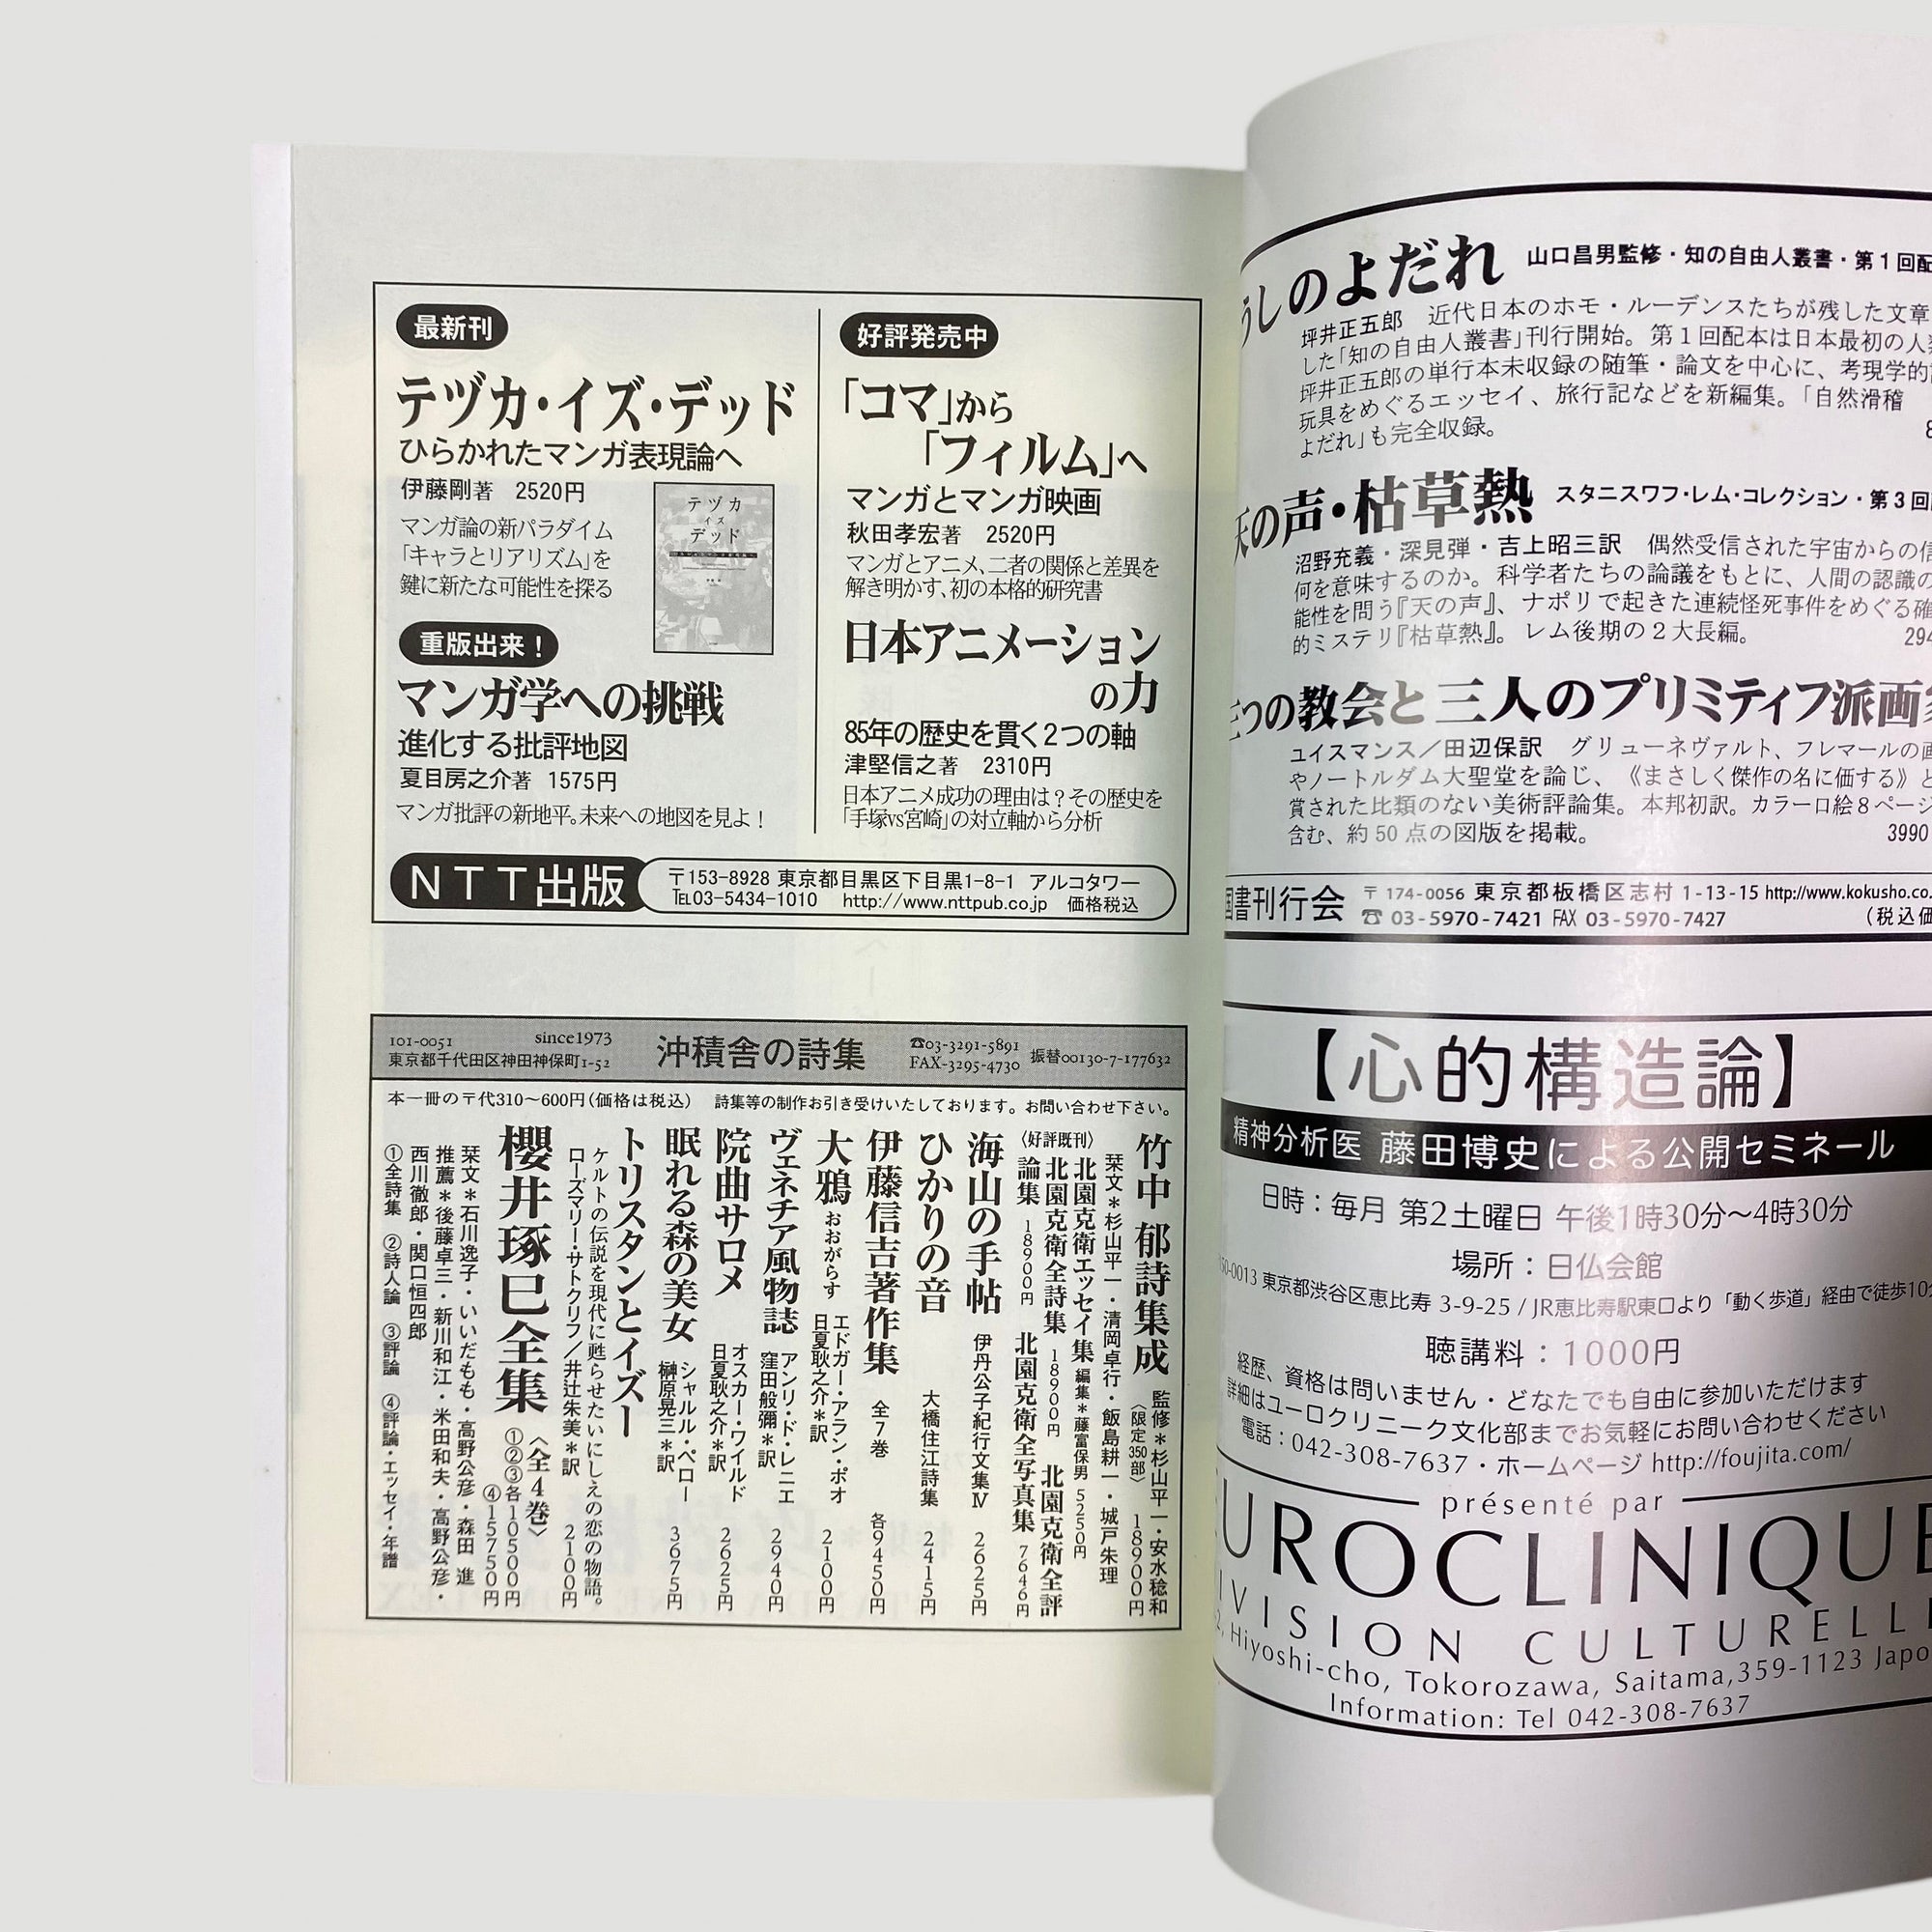 最新刊
テヅカ・イズ・デッド
ひらかれたマンガ表現論へ
伊藤剛著 2520円
マンガ論の新パラダイム
「キャラとリアリズム」を
鍵に新たな可能性を探る
テヅカ
イズ
デッド
重版出来！
マンガ学への挑戦
進化する批評地図
夏目房之介著 1575円
マンガ批評の新地平。未来への地図を見よ！
好評発売中
「コマ」から
「フィルム」へ
マンガとマンガ映画
秋田孝宏著 2520円
マンガとアニメ、二者の関係と差異を
解き明かす、初の本格的研究書
日本アニメーション
の力
85年の歴史を貫く2つの軸
津堅信之著 2310円
日本アニメ成功の理由は？その歴史を
「手塚vs宮崎」の対立軸から分析
NTT出版
〒153-8928 東京都目黒区下目黒1-8-1 アルコタワー
℡03-5434-1010 http://www.nttpub.co.jp 価格税込
101-0051 since1973
東京都千代田区神田神保町1-52
沖積舎の詩集
☎03-3291-5891
FAX-3295-4730 振替00130-7-177632
本一冊の〒代310〜600円（価格は税込） 詩集等の制作お引き受けいたしております。お問い合わせ下さい。
竹中 郁詩集成 監修＊杉山平一・安水稔和
〈限定350部〉 18900円
栞文＊杉山平一・清岡卓行・飯島耕一・城戸朱理
〈好評既刊〉
北園克衛エッセイ集 編集＊藤富保男 5250円
北園克衛全詩集 18900円 北園克衛全評
論集 18900円 北園克衛全写真集 7646円
海山の手帖 伊丹公子紀行文集Ⅳ 2625円
ひかりの音 大橋住江詩集 2415円
伊藤信吉著作集 全7巻 各9450円
大鴉 おおがらす エドガー・アラン・ポオ
日夏耿之介＊訳 2100円
ヴェネチア風物誌 アンリ・ド・レニエ
窪田般彌＊訳 2940円
院曲サロメ オスカー・ワイルド
日夏耿之介＊訳 2625円
眠れる森の美女 シャルル・ペロー
榊原晃三＊訳 3675円
トリスタンとイズー
ケルトの伝説を現代に甦らせたいにしえの恋の物語。
ローズマリー・サトクリフ／井辻朱美＊訳 2100円
櫻井琢巳全集 〈全4巻〉
①②③各10500円
④15750円
栞文＊石川逸子・いいだもも・高野公彦・森田 進
推薦＊後藤卓三・新川和江・米田和夫・高野公彦・
西川徹郎・関口恒四郎
①全詩集 ②詩人論 ③評論 ④評論・エッセイ・年譜
うしのよだれ 山口昌男監修・知の自由人叢書・第1回配
坪井正五郎 近代日本のホモ・ルーデンスたちが残した文章
した「知の自由人叢書」刊行開始。第1回配本は日本最初の人類
坪井正五郎の単行本未収録の随筆・論文を中心に、考現学的
玩具をめぐるエッセイ、旅行記などを新編集。「自然滑稽
よだれ」も完全収録。
天の声・枯草熱 スタニスワフ・レム・コレクション・第3回
沼野充義・深見弾・吉上昭三訳 偶然受信された宇宙からの信
何を意味するのか。科学者たちの論議をもとに、人間の認識の
能性を問う『天の声』、ナポリで起きた連続怪死事件をめぐる確
的ミステリ『枯草熱』。レム後期の2大長編。 294
三つの教会と三人のプリミティフ派画家
ユイスマンス／田辺保訳 グリューネヴァルト、フレマールの画
やノートルダム大聖堂を論じ、《まさしく傑作の名に価する》と
賞された比類のない美術評論集。本邦初訳。カラー口絵8ページ
含む、約50点の図版を掲載。 3990
国書刊行会
〒174-0056 東京都板橋区志村1-13-15 http://www.kokusho.co.
☎ 03-5970-7421 FAX 03-5970-7427 （税込価
【心的構造論】
精神分析医 藤田博史による公開セミネール
日時：毎月 第2土曜日 午後1時30分〜4時30分
場所：日仏会館
150-0013 東京都渋谷区恵比寿 3-9-25 / JR恵比寿駅東口より「動く歩道」経由で徒歩10分
聴講料：1000円
経歴、資格は問いません・どなたでも自由に参加いただけます
詳細はユーロクリニーク文化部までお気軽にお問い合わせください
電話：042-308-7637・ホームページ http://foujita.com/
présenté par
EUROCLINIQUE
DIVISION CULTURELLE
-2, Hiyoshi-cho, Tokorozawa, Saitama,359-1123 Japo
Information: Tel 042-308-7637